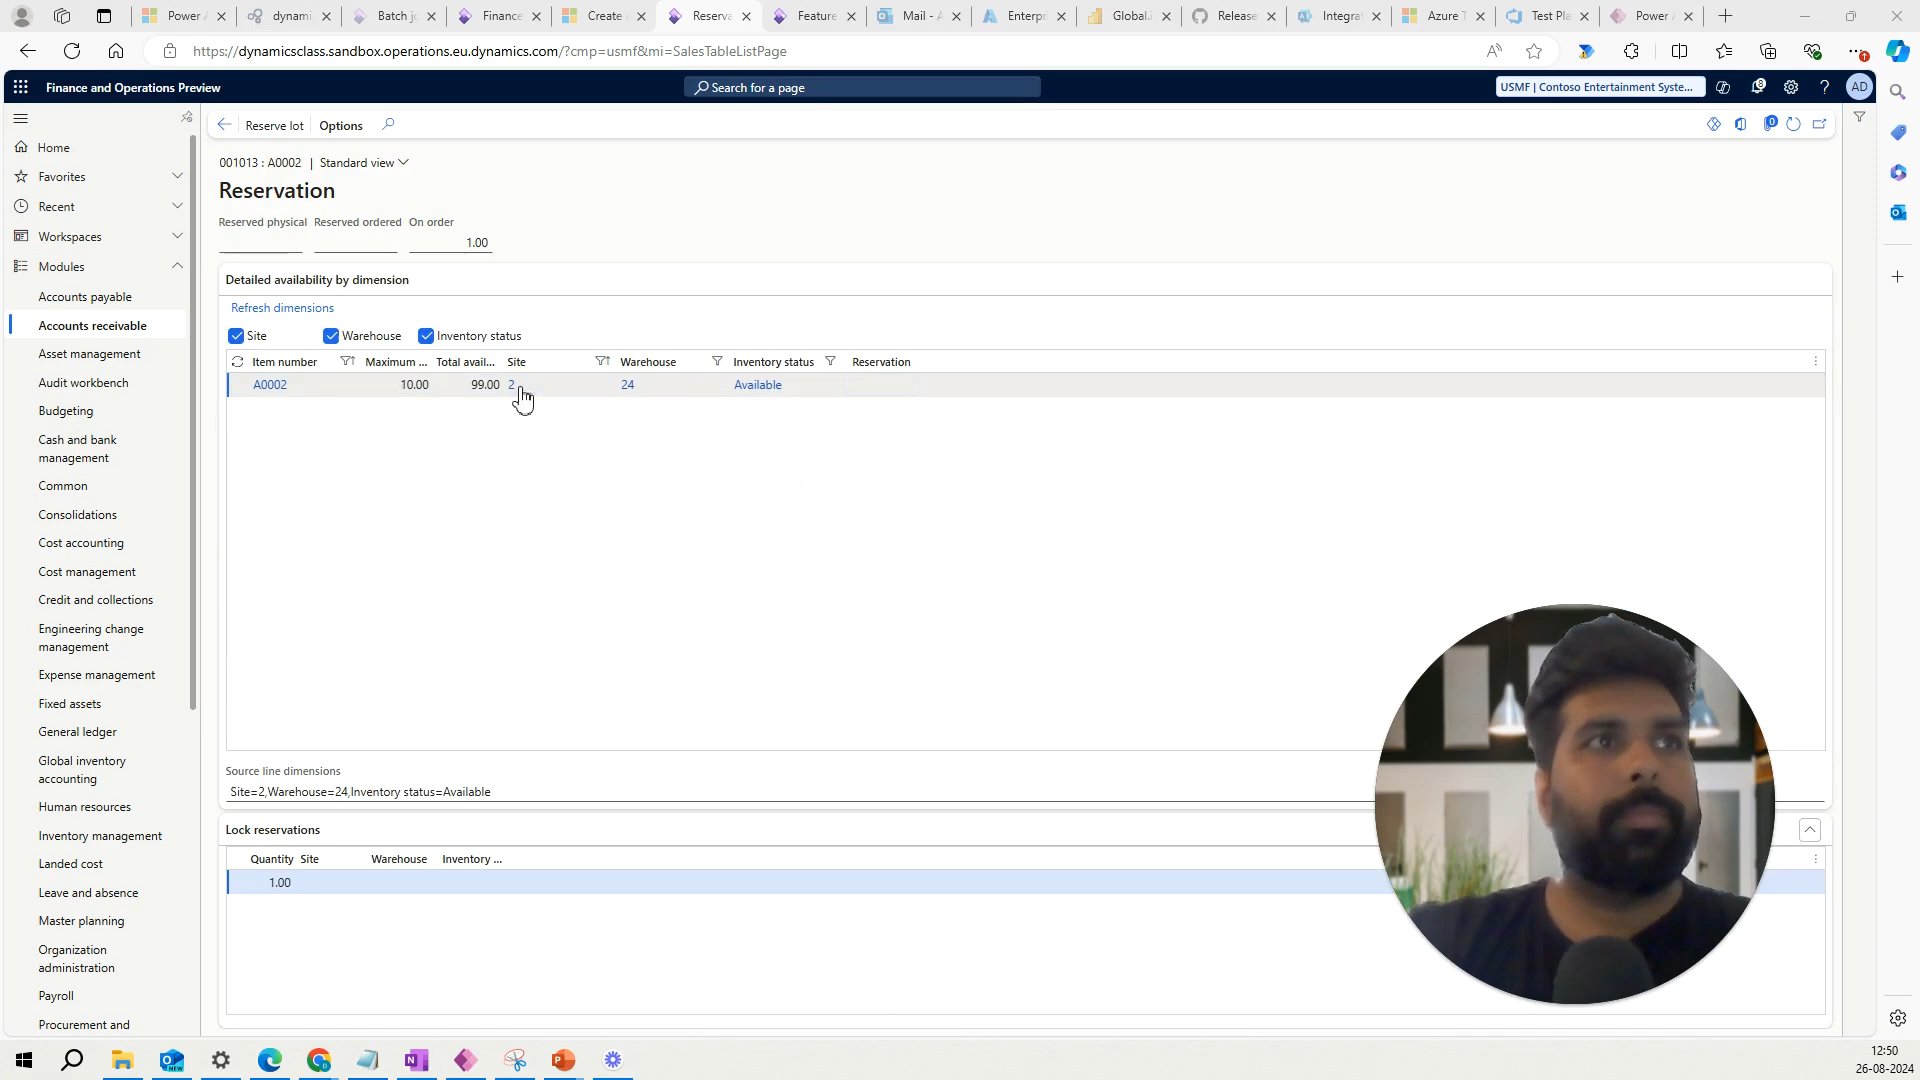 Power A
dynami
Batch jo
Finance
Create
Reserva
Feature
Mail - A
Enterpr
Global.
Release
Integra
Azure T
Test Pla
Power A
https://dynamicsclass.sandbox.operations.eu.dynamics.com/?cmp=usmf&mi=SalesTableListPage
Finance and Operations Preview
Search for a page
USMF | Contoso Entertainment Syste...
8
AD
Reserve lot
Options
0
Home
Favorites
Recent
Workspaces
Modules
Accounts payable
Accounts receivable
Asset management
Audit workbench
Budgeting
Cash and bank
management
Common
Consolidations
Cost accounting
Cost management
Credit and collections
Engineering change
management
Expense management
Fixed assets
General ledger
Global inventory
accounting
Human resources
Inventory management
Landed cost
Leave and absence
Master planning
Organization
administration
Payroll
Procurement and
001013 : A0002 | Standard view
Reservation
Reserved physical Reserved ordered On order
1.00
Detailed availability by dimension
Refresh dimensions
Site Warehouse Inventory status
Item number Maximum ... Total avail... Site Warehouse Inventory status Reservation
A0002 10.00 99.00 2 24 Available
Source line dimensions
Site=2,Warehouse=24,Inventory status=Available
Lock reservations
Quantity Site Warehouse Inventory ...
1.00
12:50
26-08-2024